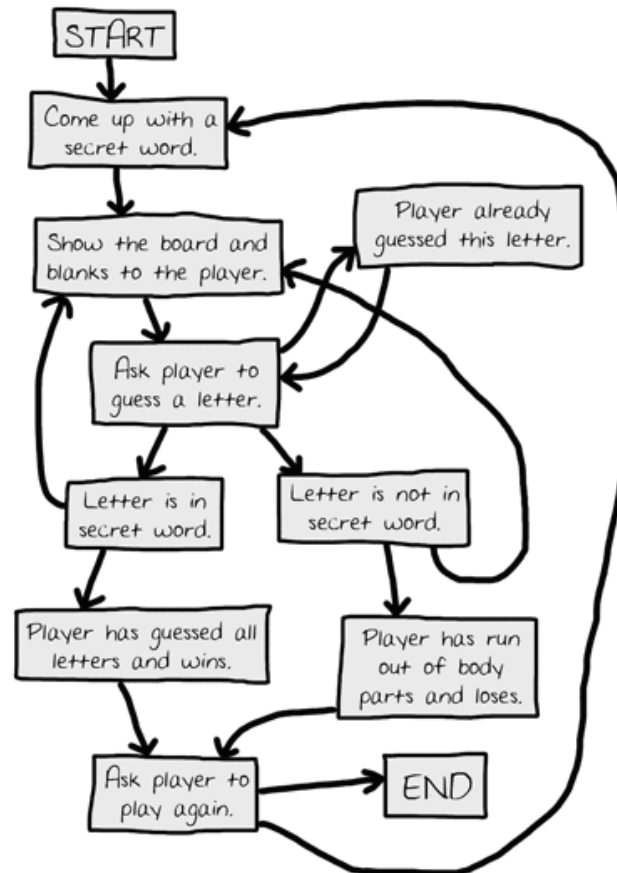 START
Come up with a
secret word.
Show the board and
blanks to the player.
Player already
guessed this letter.
Ask player to
guess a letter.
Letter is in
secret word.
Letter is not in
secret word.
Player has guessed all
letters and wins.
Player has run
out of body
parts and loses.
Ask player to
play again.
END